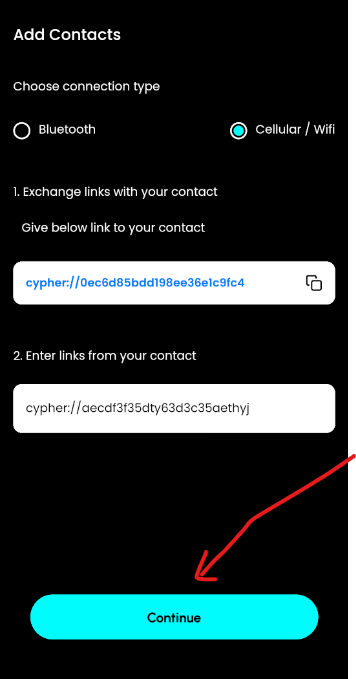 Add Contacts
Choose connection type
Bluetooth
Cellular / Wifi
1. Exchange links with your contact
Give below link to your contact
cypher://0ec6d85bdd198ee36e1c9fc4
2. Enter links from your contact
cypher://aecdf3f35dty63d3c35aethyj
Continue